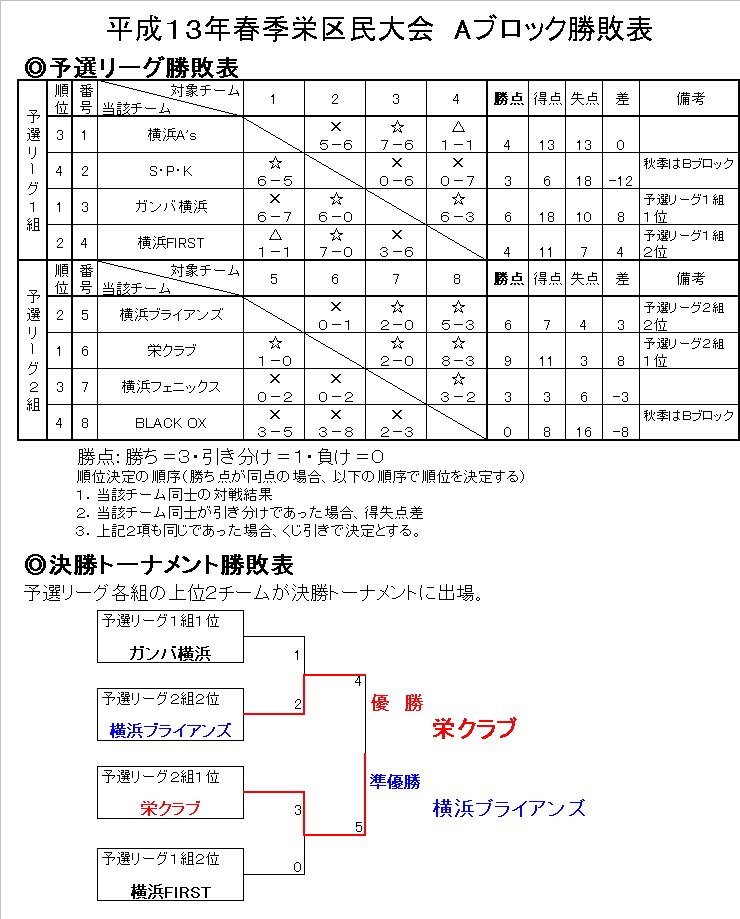 平成１３年春季栄区民大会　Ａブロック勝敗表
◎予選リーグ勝敗表
予選リーグ１組 順位 番号 対象チーム 当該チーム 1 2 3 4 勝点 得点 失点 差 備考
3 1 横浜A's × 5－6 ☆ 7－6 △ 1－1 4 13 13 0
4 2 S・P・K ☆ 6－5 × 0－6 × 0－7 3 6 18 -12 秋季はＢブロック
1 3 ガンバ横浜 × 6－7 ☆ 6－0 ☆ 6－3 6 18 10 8 予選リーグ１組１位
2 4 横浜FIRST △ 1－1 ☆ 7－0 × 3－6 4 11 7 4 予選リーグ１組２位
予選リーグ２組 順位 番号 対象チーム 当該チーム 5 6 7 8 勝点 得点 失点 差 備考
2 5 横浜ブライアンズ × 0－1 ☆ 2－0 ☆ 5－3 6 7 4 3 予選リーグ２組２位
1 6 栄クラブ ☆ 1－0 ☆ 2－0 ☆ 8－3 9 11 3 8 予選リーグ２組１位
3 7 横浜フェニックス × 0－2 × 0－2 ☆ 3－2 3 3 6 -3
4 8 BLACK OX × 3－5 × 3－8 × 2－3 0 8 16 -8 秋季はＢブロック
勝点：勝ち＝３・引き分け＝１・負け＝０
順位決定の順序（勝ち点が同点の場合、以下の順序で順位を決定する）
１．当該チーム同士の対戦結果
２．当該チーム同士が引き分けであった場合、得失点差
３．上記２項も同じであった場合、くじ引きで決定とする。
◎決勝トーナメント勝敗表
予選リーグ各組の上位２チームが決勝トーナメントに出場。
予選リーグ１組１位
ガンバ横浜
1
4
予選リーグ２組２位
優　勝
2
横浜ブライアンズ
栄クラブ
予選リーグ２組１位
準優勝
栄クラブ
3
横浜ブライアンズ
5
予選リーグ１組２位
0
横浜FIRST